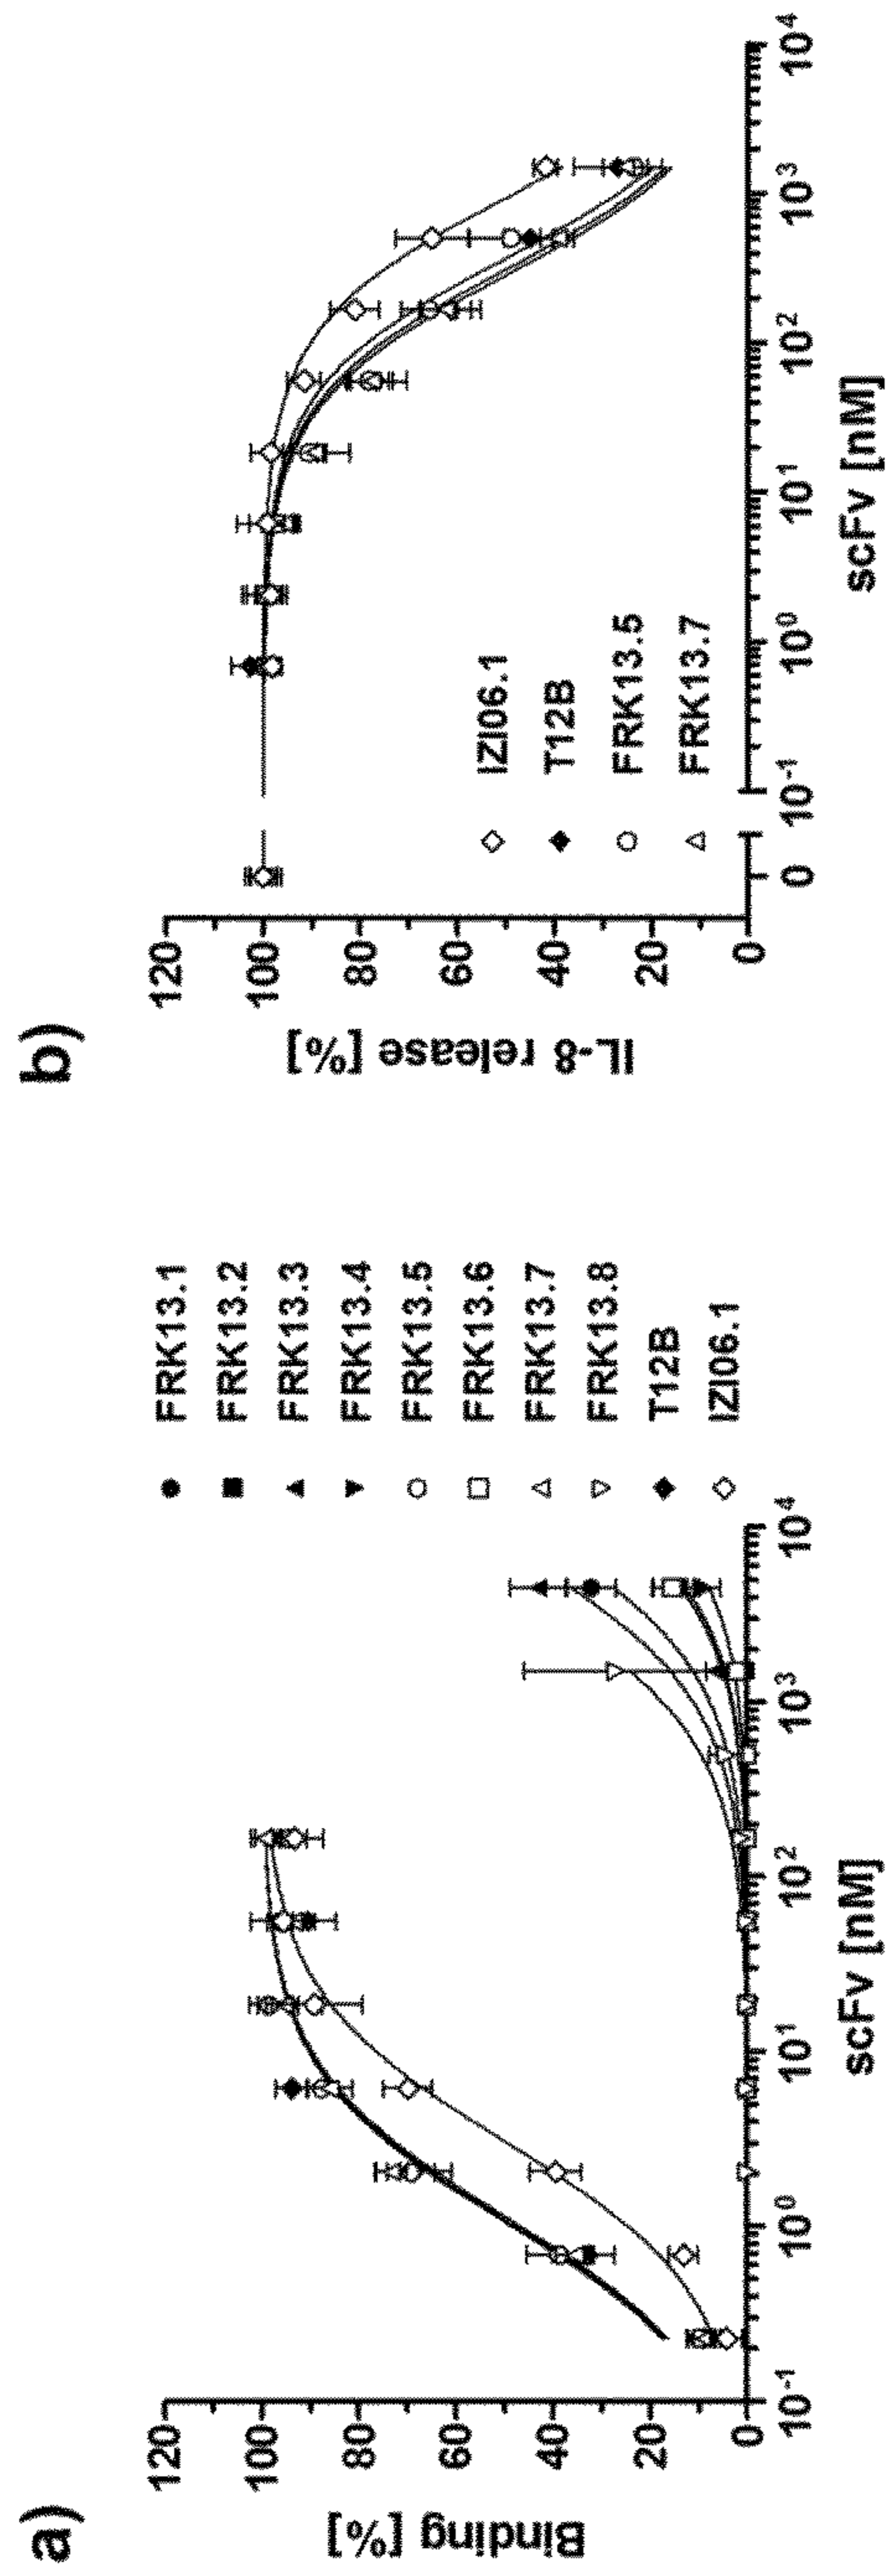 a)
Binding [%]
120
100
80
60
40
20
0
10-1
100
101
102
103
104
scFv [nM]
FRK13.1
FRK13.2
FRK13.3
FRK13.4
FRK13.5
FRK13.6
FRK13.7
FRK13.8
T12B
IZI06.1
b)
IL-8 release [%]
120
100
80
60
40
20
0
0
10-1
100
101
102
103
104
scFv [nM]
IZI06.1
T12B
FRK13.5
FRK13.7